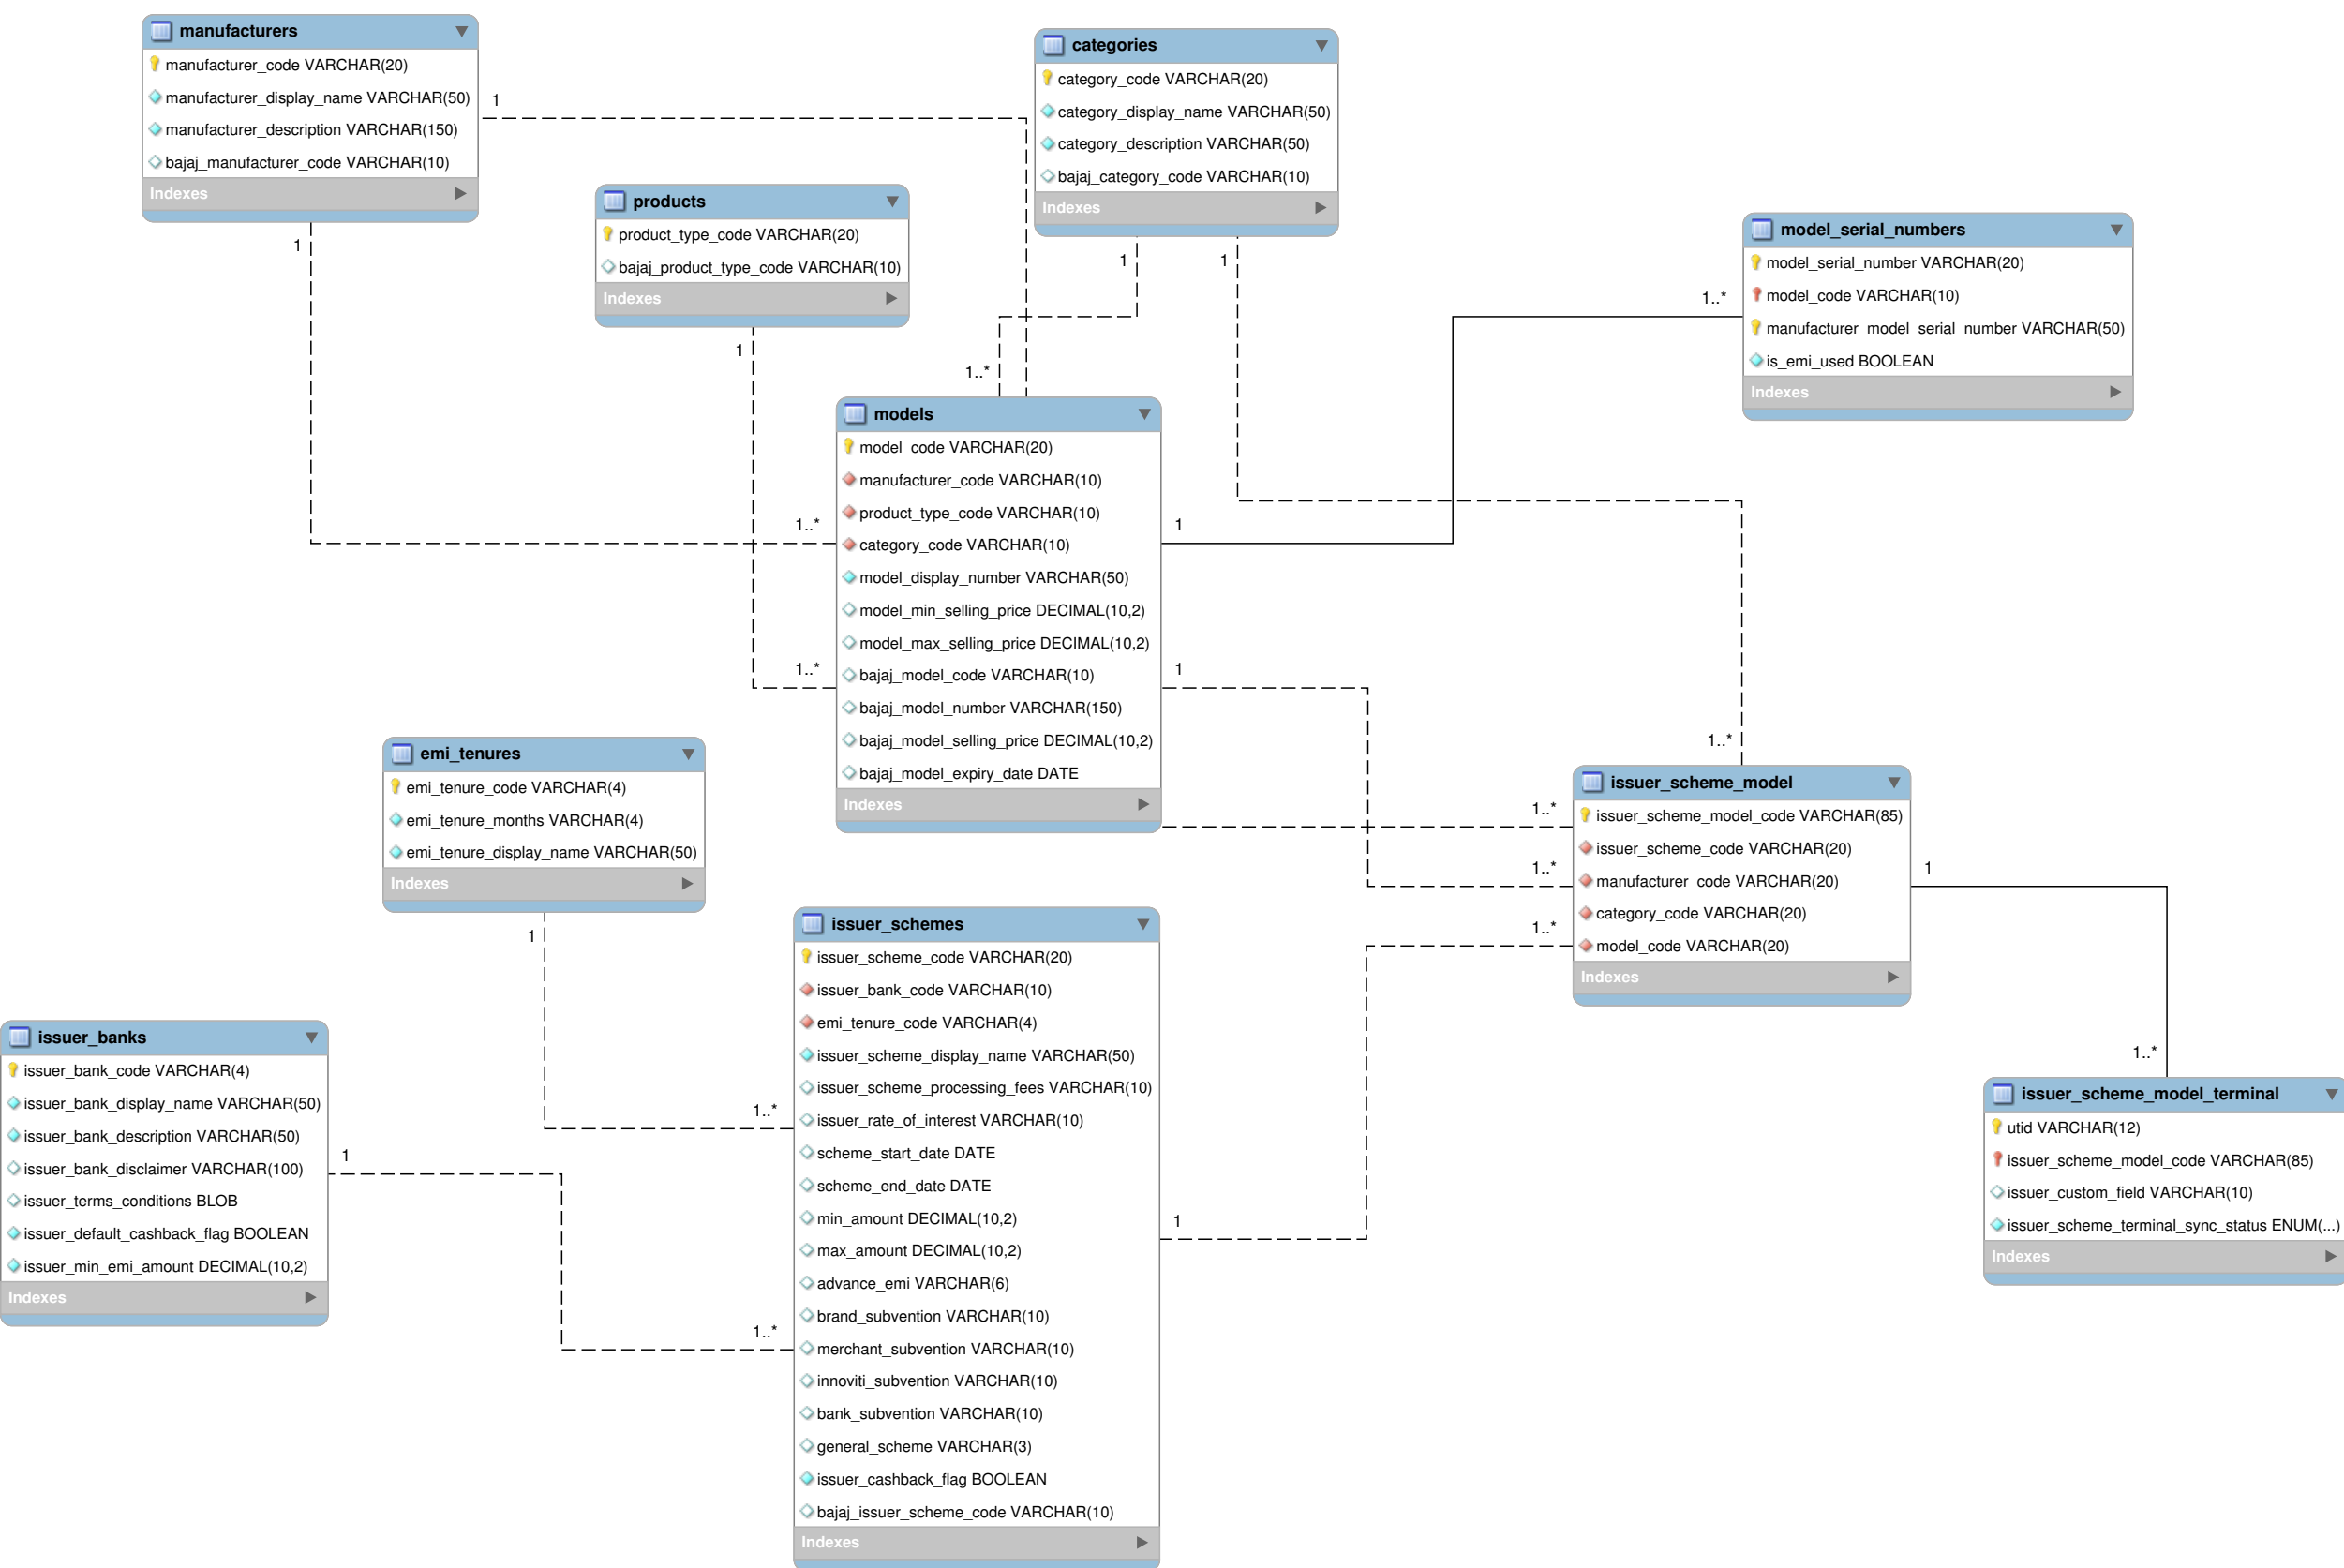 manufacturers
manufacturer_code VARCHAR(20)
manufacturer_display_name VARCHAR(50)
manufacturer_description VARCHAR(150)
bajaj_manufacturer_code VARCHAR(10)
Indexes
1
1
categories
category_code VARCHAR(20)
category_display_name VARCHAR(50)
category_description VARCHAR(50)
bajaj_category_code VARCHAR(10)
Indexes
1
1
products
product_type_code VARCHAR(20)
bajaj_product_type_code VARCHAR(10)
Indexes
1
model_serial_numbers
model_serial_number VARCHAR(20)
model_code VARCHAR(10)
manufacturer_model_serial_number VARCHAR(50)
is_emi_used BOOLEAN
Indexes
1..*
1..*
models
model_code VARCHAR(20)
manufacturer_code VARCHAR(10)
product_type_code VARCHAR(10)
category_code VARCHAR(10)
model_display_number VARCHAR(50)
model_min_selling_price DECIMAL(10,2)
model_max_selling_price DECIMAL(10,2)
bajaj_model_code VARCHAR(10)
bajaj_model_number VARCHAR(150)
bajaj_model_selling_price DECIMAL(10,2)
bajaj_model_expiry_date DATE
Indexes
1..*
1
1..*
1
emi_tenures
emi_tenure_code VARCHAR(4)
emi_tenure_months VARCHAR(4)
emi_tenure_display_name VARCHAR(50)
Indexes
1
1..*
issuer_scheme_model
issuer_scheme_model_code VARCHAR(85)
issuer_scheme_code VARCHAR(20)
manufacturer_code VARCHAR(20)
category_code VARCHAR(20)
model_code VARCHAR(20)
Indexes
1..*
1..*
1..*
1
issuer_schemes
issuer_scheme_code VARCHAR(20)
issuer_bank_code VARCHAR(10)
emi_tenure_code VARCHAR(4)
issuer_scheme_display_name VARCHAR(50)
issuer_scheme_processing_fees VARCHAR(10)
issuer_rate_of_interest VARCHAR(10)
scheme_start_date DATE
scheme_end_date DATE
min_amount DECIMAL(10,2)
max_amount DECIMAL(10,2)
advance_emi VARCHAR(6)
brand_subvention VARCHAR(10)
merchant_subvention VARCHAR(10)
innoviti_subvention VARCHAR(10)
bank_subvention VARCHAR(10)
general_scheme VARCHAR(3)
issuer_cashback_flag BOOLEAN
bajaj_issuer_scheme_code VARCHAR(10)
Indexes
1..*
1..*
1
issuer_banks
issuer_bank_code VARCHAR(4)
issuer_bank_display_name VARCHAR(50)
issuer_bank_description VARCHAR(50)
issuer_bank_disclaimer VARCHAR(100)
issuer_terms_conditions BLOB
issuer_default_cashback_flag BOOLEAN
issuer_min_emi_amount DECIMAL(10,2)
Indexes
1
1..*
issuer_scheme_model_terminal
utid VARCHAR(12)
issuer_scheme_model_code VARCHAR(85)
issuer_custom_field VARCHAR(10)
issuer_scheme_terminal_sync_status ENUM(...)
Indexes